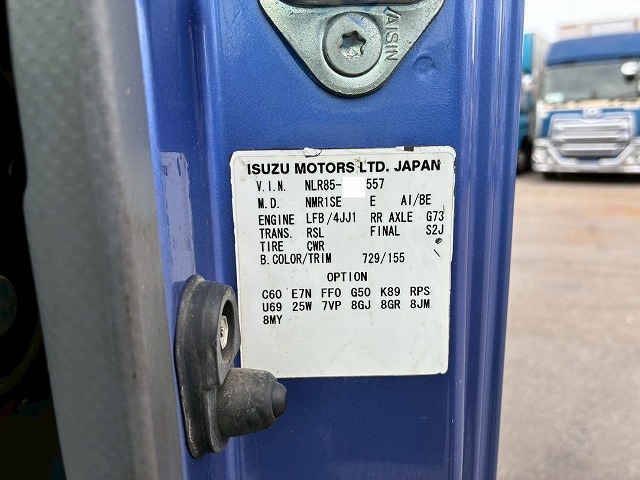 AISIN
ISUZU MOTORS LTD. JAPAN
V.I.N. NLR85- 557
M.D. NMR1SE E AI/BE
ENGINE LFB/4JJ1 RR AXLE G73
TRANS. RSL FINAL S2J
TIRE CWR
B.COLOR/TRIM 729/155
OPTION
C60 E7N FF0 G50 K89 RPS
U69 25W 7VP 8GJ 8GR 8JM
8MY